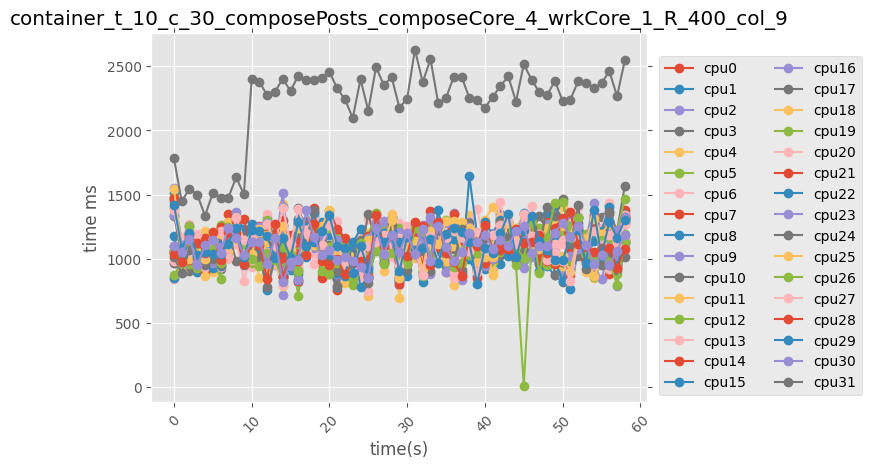 container_t_10_c_30_composePosts_composeCore_4_wrkCore_1_R_400_col_9
time ms
2500
2000
1500
1000
500
0
0 10 20 30 40 50 60
time(s)
cpu0 cpu16
cpu1 cpu17
cpu2 cpu18
cpu3 cpu19
cpu4 cpu20
cpu5 cpu21
cpu6 cpu22
cpu7 cpu23
cpu8 cpu24
cpu9 cpu25
cpu10 cpu26
cpu11 cpu27
cpu12 cpu28
cpu13 cpu29
cpu14 cpu30
cpu15 cpu31